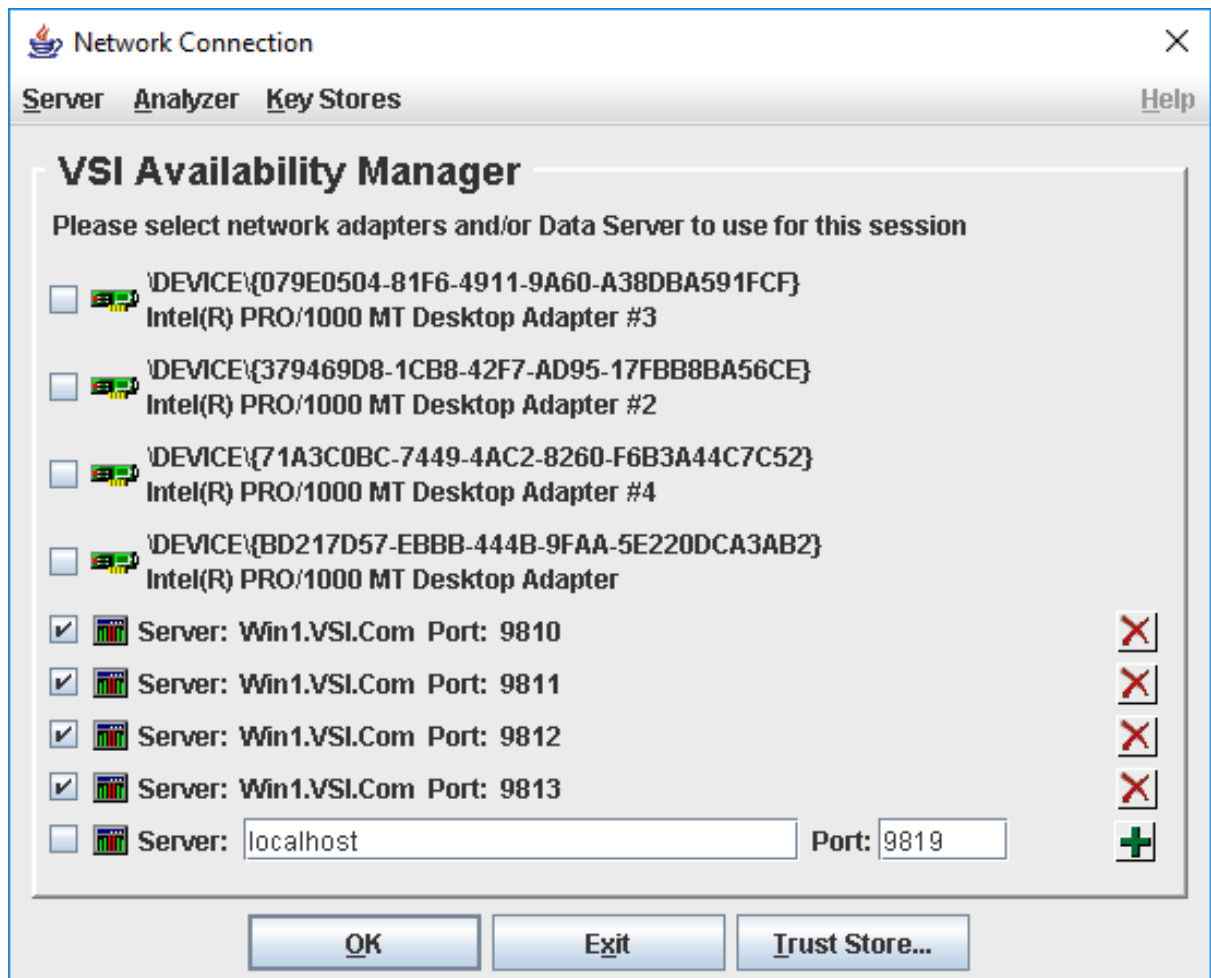 Network Connection
Server Analyzer Key Stores Help
VSI Availability Manager
Please select network adapters and/or Data Server to use for this session
\DEVICE\{079E0504-81F6-4911-9A60-A38DBA591FCF}
Intel(R) PRO/1000 MT Desktop Adapter #3
\DEVICE\{379469D8-1CB8-42F7-AD95-17FBB8BA56CE}
Intel(R) PRO/1000 MT Desktop Adapter #2
\DEVICE\{71A3C0BC-7449-4AC2-8260-F6B3A44C7C52}
Intel(R) PRO/1000 MT Desktop Adapter #4
\DEVICE\{BD217D57-EBBB-444B-9FAA-5E220DCA3AB2}
Intel(R) PRO/1000 MT Desktop Adapter
Server: Win1.VSI.Com Port: 9810
Server: Win1.VSI.Com Port: 9811
Server: Win1.VSI.Com Port: 9812
Server: Win1.VSI.Com Port: 9813
Server: localhost Port: 9819
OK Exit Trust Store...